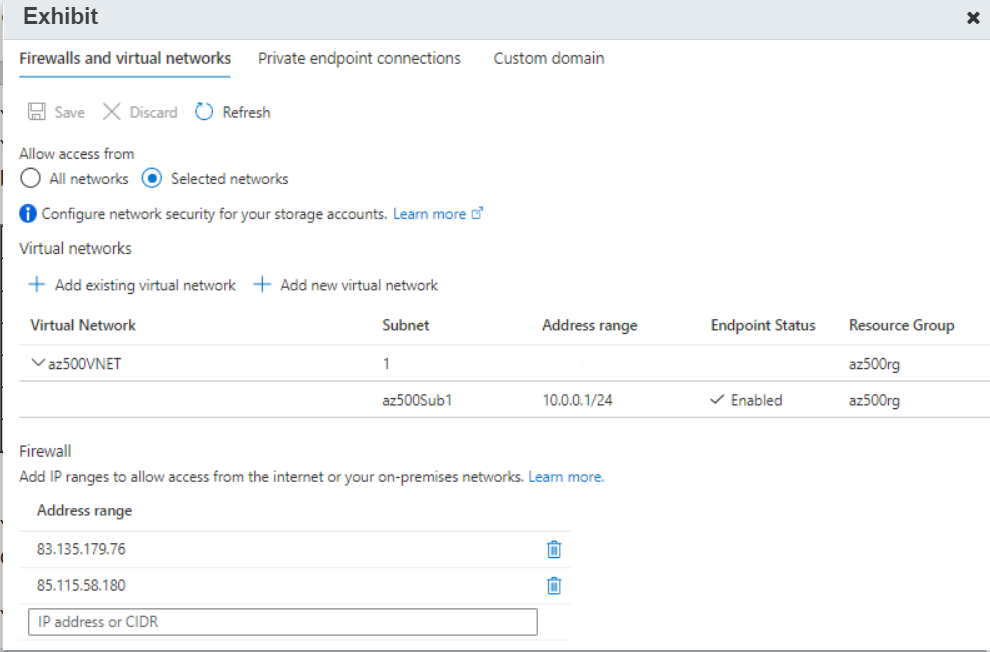 Exhibit
Firewalls and virtual networks Private endpoint connections Custom domain
Save Discard Refresh
Allow access from
All networks Selected networks
Configure network security for your storage accounts. Learn more
Virtual networks
+ Add existing virtual network + Add new virtual network
Virtual Network Subnet Address range Endpoint Status Resource Group
az500VNET 1 az500rg
az500Sub1 10.0.0.1/24 Enabled az500rg
Firewall
Add IP ranges to allow access from the internet or your on-premises networks. Learn more.
Address range
83.135.179.76
85.115.58.180
IP address or CIDR